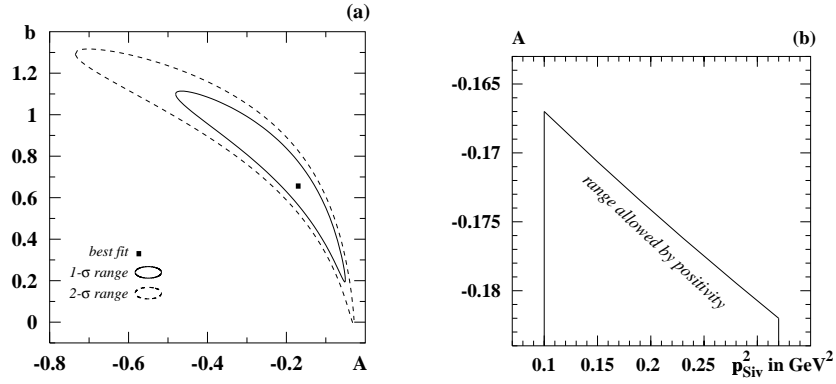 (a)
b
1.2
1
0.8
0.6
0.4
0.2
0
best fit
1-σ range
2-σ range
-0.8 -0.6 -0.4 -0.2 A
A (b)
-0.165
-0.17
-0.175
-0.18
range allowed by positivity
0.1 0.15 0.2 0.25 p²Siv in GeV²